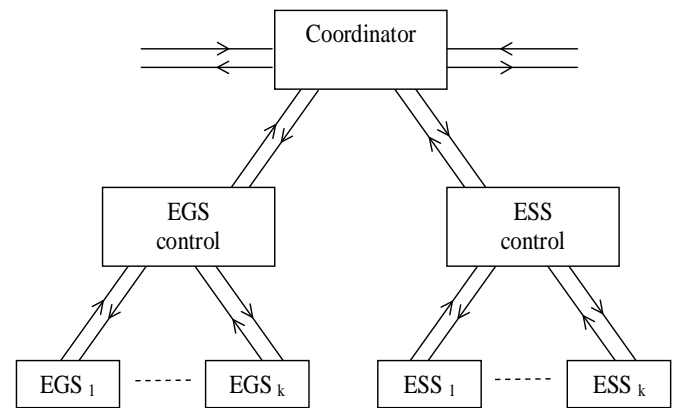 Coordinator
EGS
control
ESS
control
EGS 1
EGS k
ESS 1
ESS k